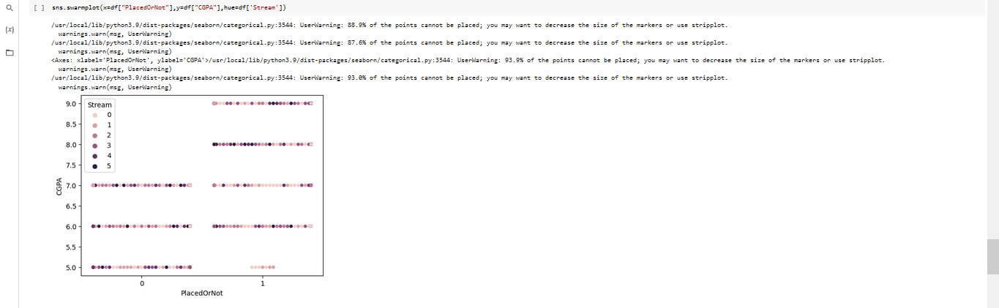 [ ] sns.swarmplot(x=df["PlacedOrNot"],y=df["CGPA"],hue=df['Stream'])
{x}
/usr/local/lib/python3.9/dist-packages/seaborn/categorical.py:3544: UserWarning: 88.9% of the points cannot be placed; you may want to decrease the size of the markers or use stripplot.
warnings.warn(msg, UserWarning)
/usr/local/lib/python3.9/dist-packages/seaborn/categorical.py:3544: UserWarning: 87.6% of the points cannot be placed; you may want to decrease the size of the markers or use stripplot.
warnings.warn(msg, UserWarning)
<Axes: xlabel='PlacedOrNot', ylabel='CGPA'>/usr/local/lib/python3.9/dist-packages/seaborn/categorical.py:3544: UserWarning: 93.9% of the points cannot be placed; you may want to decrease the size of the markers or use stripplot.
warnings.warn(msg, UserWarning)
/usr/local/lib/python3.9/dist-packages/seaborn/categorical.py:3544: UserWarning: 93.0% of the points cannot be placed; you may want to decrease the size of the markers or use stripplot.
warnings.warn(msg, UserWarning)
Stream
0
1
2
3
4
5
9.0
8.5
8.0
7.5
7.0
6.5
6.0
5.5
5.0
CGPA
0 1
PlacedOrNot